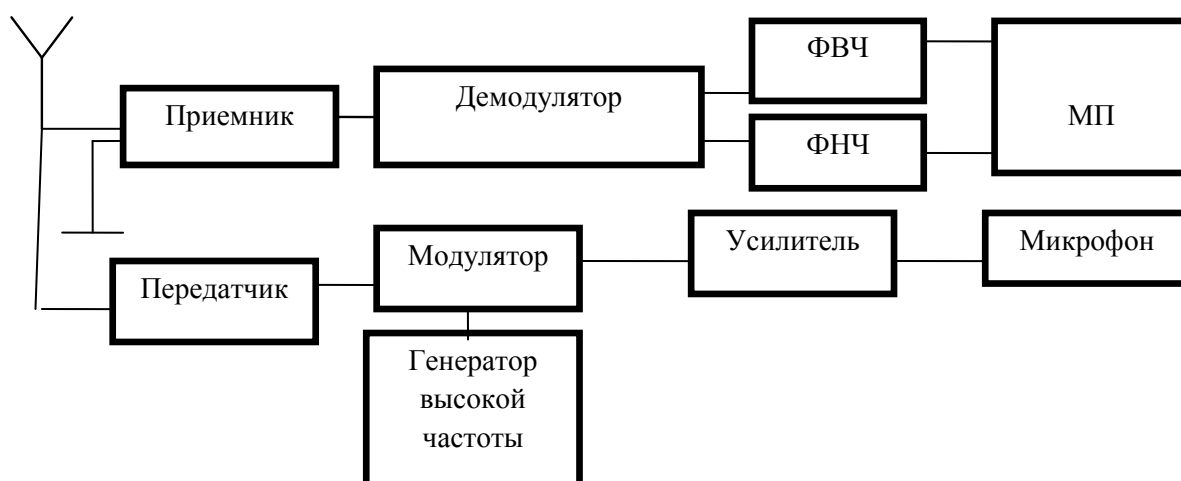 ФВЧ
Приемник
Демодулятор
МП
ФНЧ
Модулятор
Усилитель
Микрофон
Передатчик
Генератор
высокой
частоты